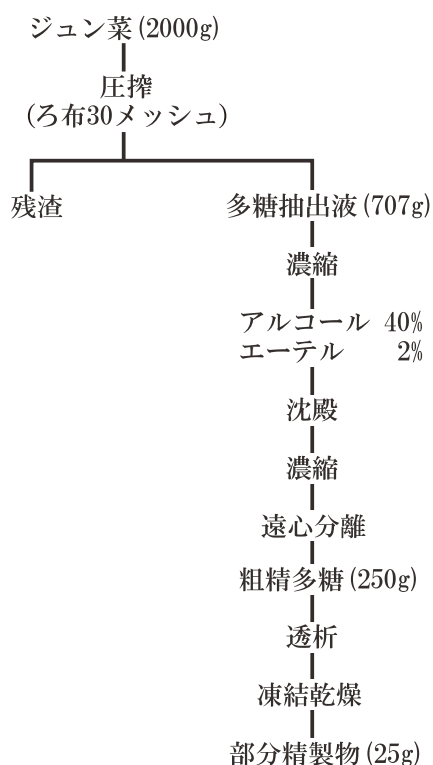 ジュン菜(2000g)
圧搾
(ろ布30メッシュ)
残渣
多糖抽出液(707g)
濃縮
アルコール 40%
エーテル 2%
沈殿
濃縮
遠心分離
粗精多糖(250g)
透析
凍結乾燥
部分精製物(25g)